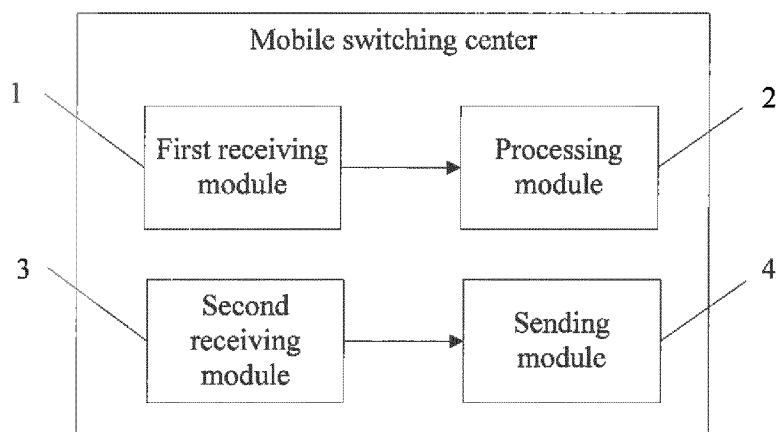 Mobile switching center
1
First receiving
module
Processing
module
2
3
Second
receiving
module
Sending
module
4